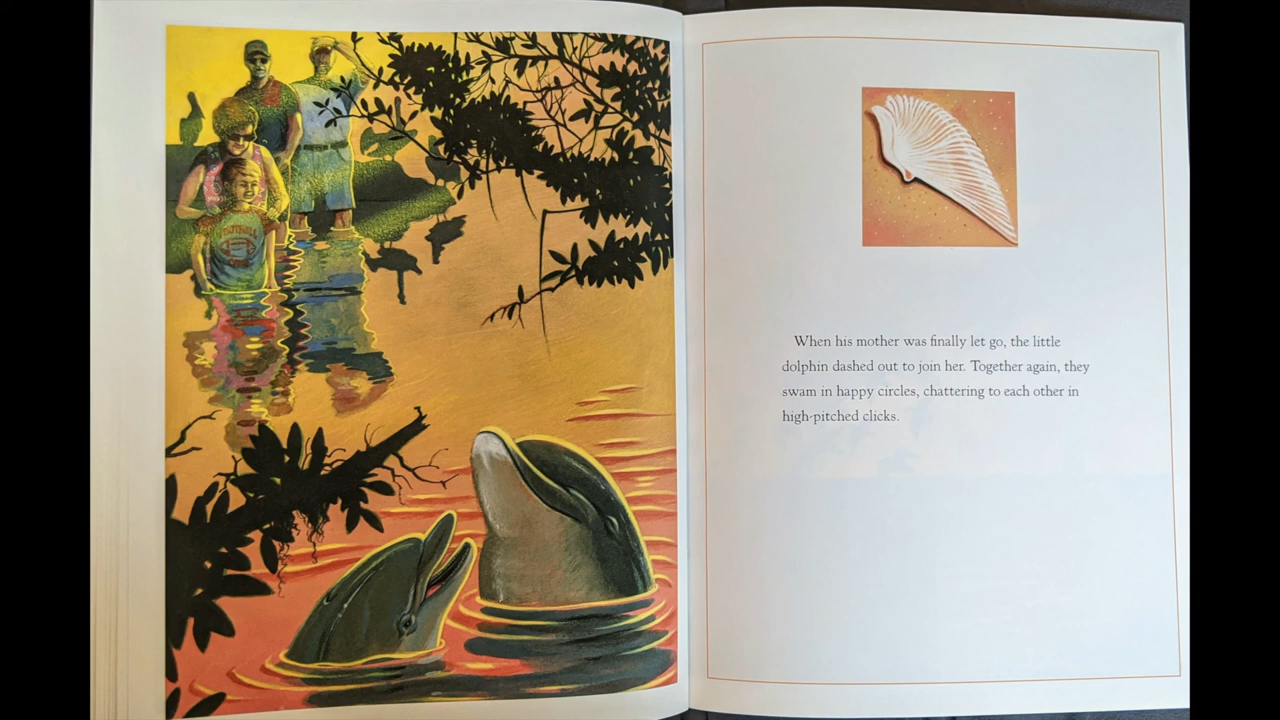 FOOTBALL
When his mother was finally let go, the little
dolphin dashed out to join her. Together again, they
swam in happy circles, chattering to each other in
high-pitched clicks.